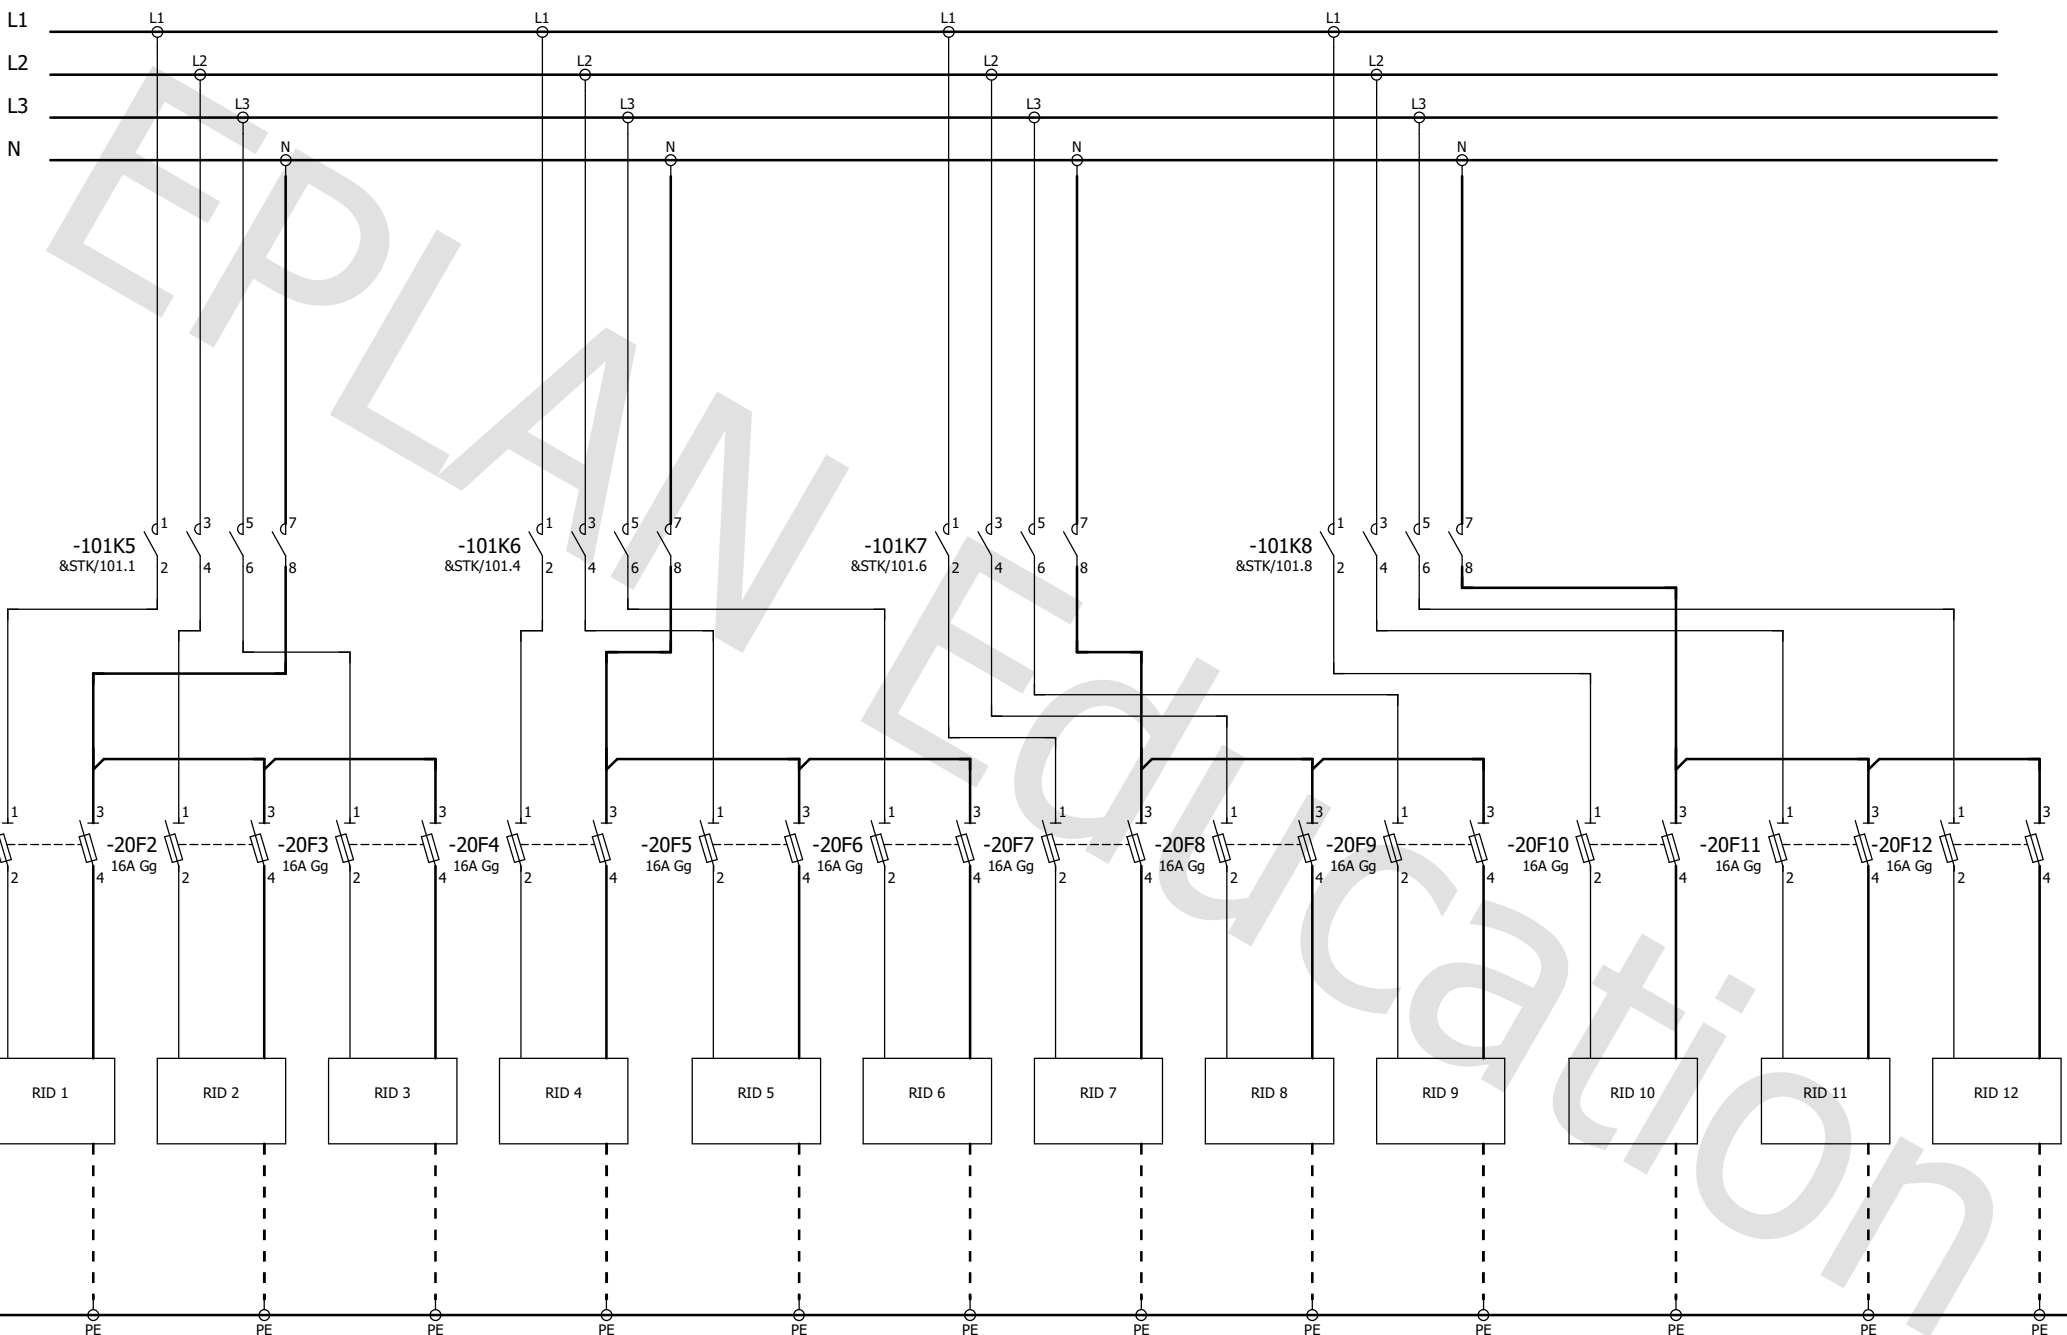 L1
L1 L1 L1 L1
L2
L2 L2 L2 L2
L3
L3 L3 L3 L3
N
N N N N
EPLAN Education
-101K5 1 3 5 7
&STK/101.1 2 4 6 8
-101K6 1 3 5 7
&STK/101.4 2 4 6 8
-101K7 1 3 5 7
&STK/101.6 2 4 6 8
-101K8 1 3 5 7
&STK/101.8 2 4 6 8
1 3
2 4
-20F2 1 3
16A Gg 2 4
-20F3 1 3
16A Gg 2 4
-20F4 1 3
16A Gg 2 4
-20F5 1 3
16A Gg 2 4
-20F6 1 3
16A Gg 2 4
-20F7 1 3
16A Gg 2 4
-20F8 1 3
16A Gg 2 4
-20F9 1 3
16A Gg 2 4
-20F10 1 3
16A Gg 2 4
-20F11 1 3
16A Gg 2 4
-20F12 1 3
16A Gg 2 4
RID 1 RID 2 RID 3 RID 4 RID 5 RID 6 RID 7 RID 8 RID 9 RID 10 RID 11 RID 12
PE PE PE PE PE PE PE PE PE PE PE PE